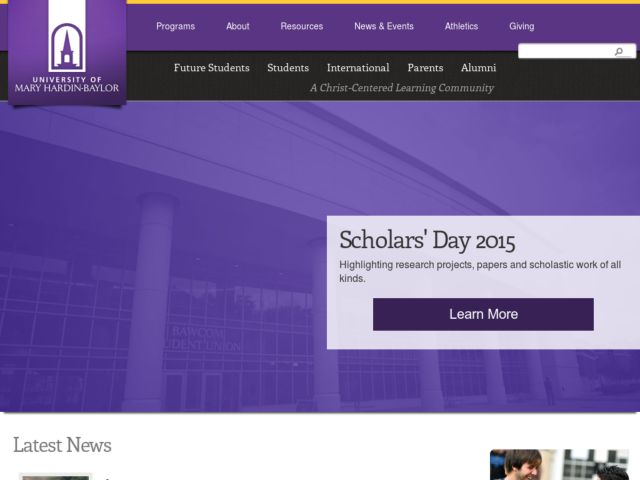 Programs About Resources News & Events Athletics Giving
UNIVERSITY OF
MARY HARDIN-BAYLOR
Future Students Students International Parents Alumni
A Christ-Centered Learning Community
Scholars' Day 2015
Highlighting research projects, papers and scholastic work of all
kinds.
Learn More
BAWCOM
STUDENT UNION
Latest News